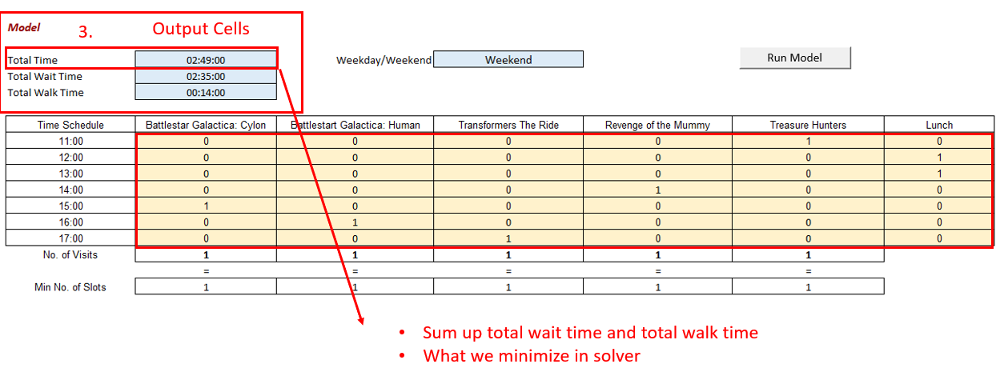 Model 3. Output Cells
Total Time 02:49:00 Weekday/Weekend Weekend Run Model
Total Wait Time 02:35:00
Total Walk Time 00:14:00
Time Schedule Battlestar Galactica: Cylon Battlestart Galactica: Human Transformers The Ride Revenge of the Mummy Treasure Hunters Lunch
11:00 0 0 0 0 1 0
12:00 0 0 0 0 0 1
13:00 0 0 0 0 0 1
14:00 0 0 0 1 0 0
15:00 1 0 0 0 0 0
16:00 0 1 0 0 0 0
17:00 0 0 1 0 0 0
No. of Visits 1 1 1 1 1
= = = = =
Min No. of Slots 1 1 1 1 1
• Sum up total wait time and total walk time
• What we minimize in solver